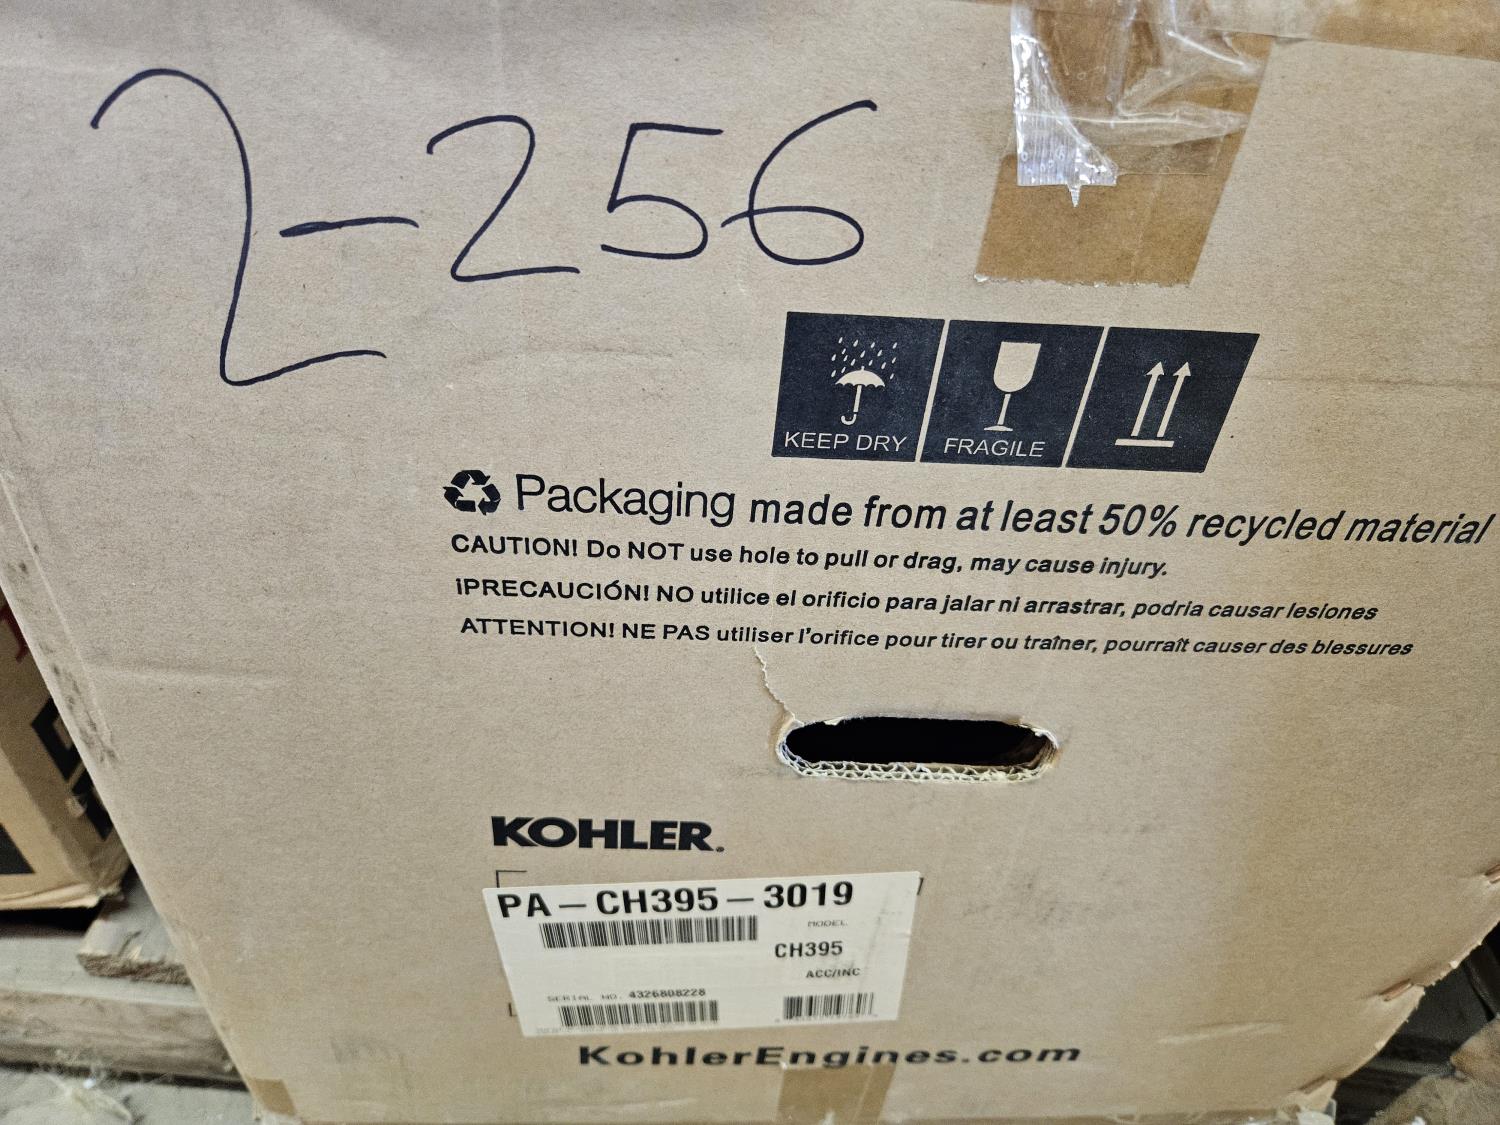 2-256
KEEP DRY
FRAGILE
Packaging made from at least 50% recycled material
CAUTION! Do NOT use hole to pull or drag, may cause injury.
¡PRECAUCIÓN! NO utilice el orificio para jalar ni arrastrar, podria causar lesiones
ATTENTION! NE PAS utiliser l'orifice pour tirer ou traîner, pourraît causer des blessures
KOHLER.
PA-CH395-3019
MODEL
CH395
ACC/INC
SERIAL NO. 4326808228
KohlerEngines.com